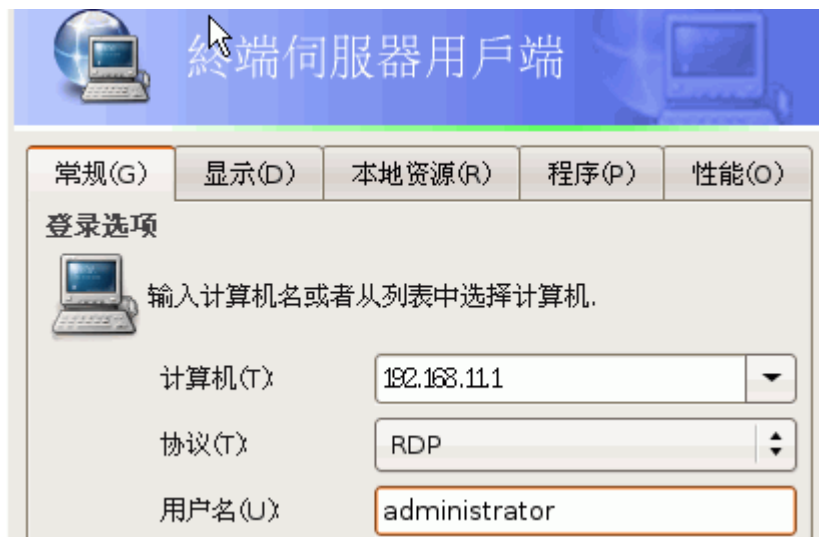 終端伺服器用戶端
常规(G) 显示(D) 本地资源(R) 程序(P) 性能(O)
登录选项
输入计算机名或者从列表中选择计算机.
计算机(T): 192.168.11.1
协议(T): RDP
用户名(U): administrator